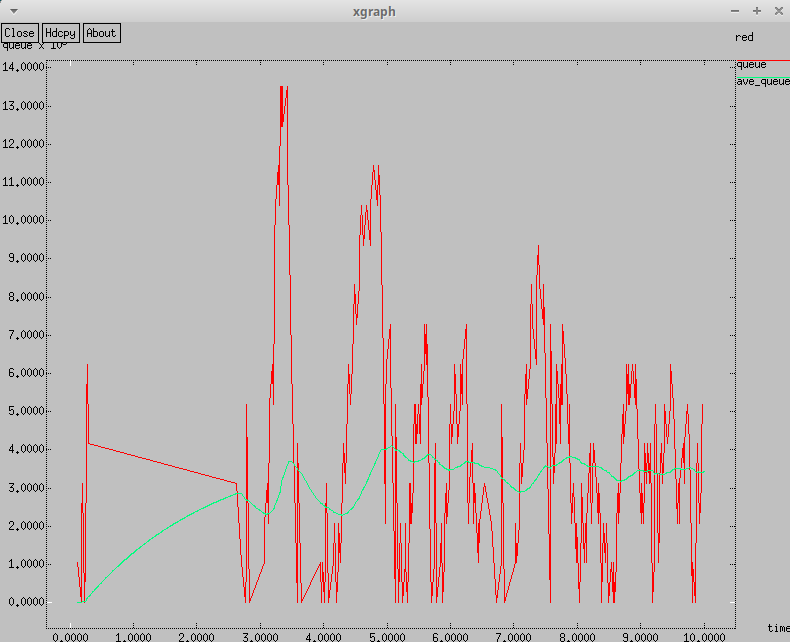 xgraph
Close Hdcpy About
queue x 10³
red
queue
ave_queue
14.0000
13.0000
12.0000
11.0000
10.0000
9.0000
8.0000
7.0000
6.0000
5.0000
4.0000
3.0000
2.0000
1.0000
0.0000
time
0.0000 1.0000 2.0000 3.0000 4.0000 5.0000 6.0000 7.0000 8.0000 9.0000 10.0000